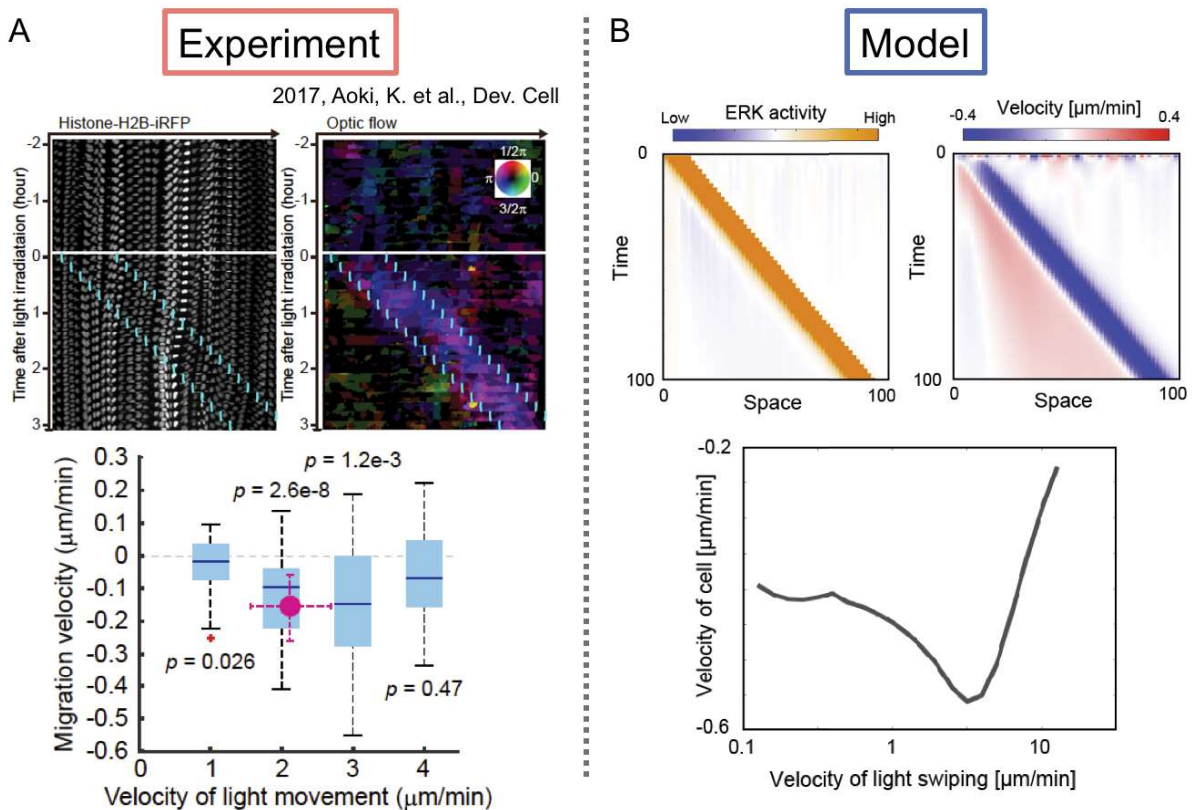 A
Experiment
2017, Aoki, K. et al., Dev. Cell
Histone-H2B-iRFP
Optic flow
Time after light irradiataion (hour)
-2
-1
0
1
2
3
Time after light irradiation (hour)
-2
-1
0
1
2
3
1/2π
π
0
3/2π
Migration velocity (μm/min)
0.3
0.2
0.1
0
-0.1
-0.2
-0.3
-0.4
-0.5
-0.6
p = 0.026
p = 2.6e-8
p = 1.2e-3
p = 0.47
0 1 2 3 4
Velocity of light movement (μm/min)
B
Model
Low ERK activity High
Time
0
100
0 100
Space
Velocity [μm/min]
-0.4 0.4
Time
0
100
0 100
Space
Velocity of cell [μm/min]
-0.2
-0.6
0.1 1 10
Velocity of light swiping [μm/min]